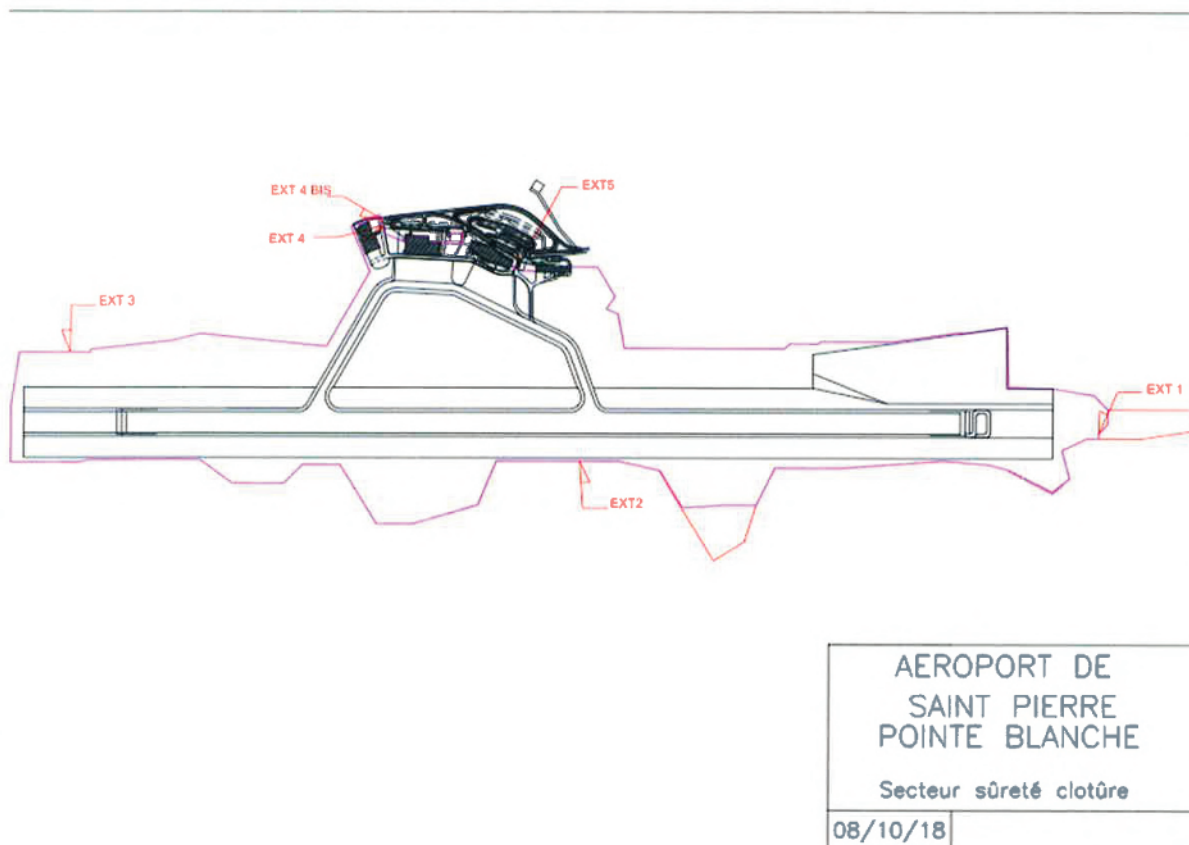 EXT 4 BIS
EXT5
EXT 4
EXT 3
EXT 1
EXT2
AEROPORT DE
SAINT PIERRE
POINTE BLANCHE
Secteur sûreté clotûre
08/10/18